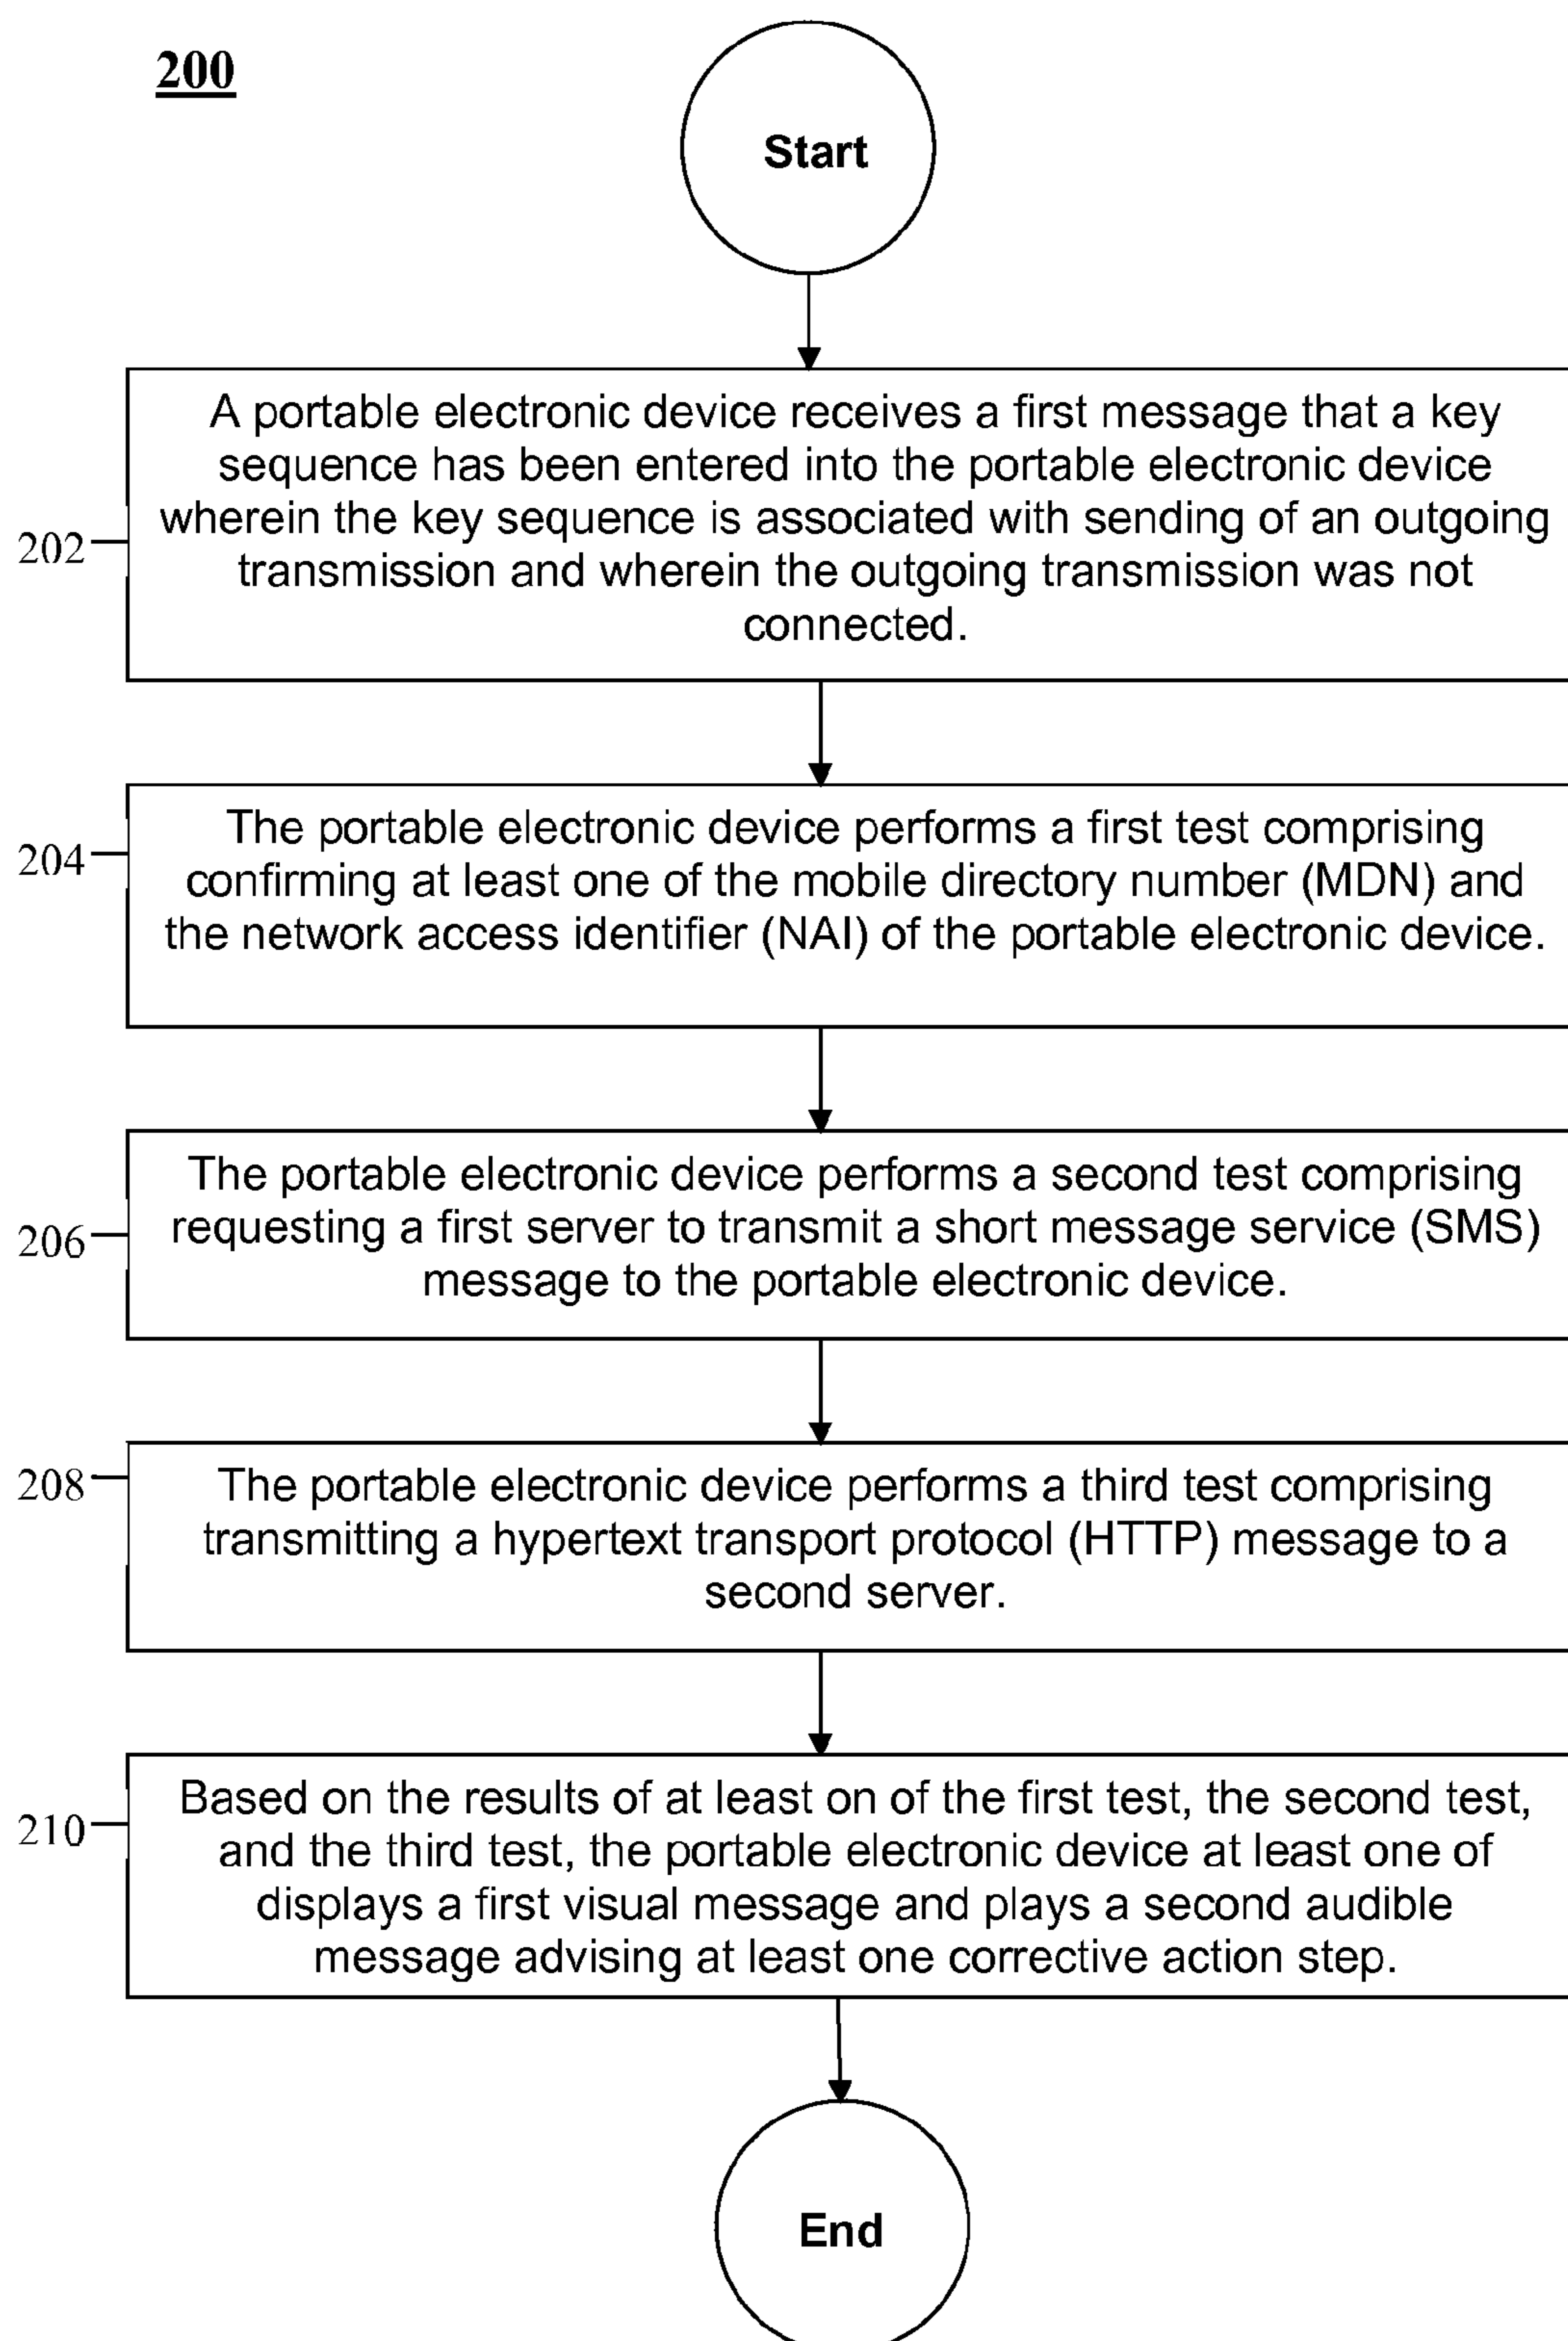 200
Start
A portable electronic device receives a first message that a key
sequence has been entered into the portable electronic device
wherein the key sequence is associated with sending of an outgoing
transmission and wherein the outgoing transmission was not
connected.
202
The portable electronic device performs a first test comprising
confirming at least one of the mobile directory number (MDN) and
the network access identifier (NAI) of the portable electronic device.
204
The portable electronic device performs a second test comprising
requesting a first server to transmit a short message service (SMS)
message to the portable electronic device.
206
The portable electronic device performs a third test comprising
transmitting a hypertext transport protocol (HTTP) message to a
second server.
208
Based on the results of at least on of the first test, the second test,
and the third test, the portable electronic device at least one of
displays a first visual message and plays a second audible
message advising at least one corrective action step.
210
End